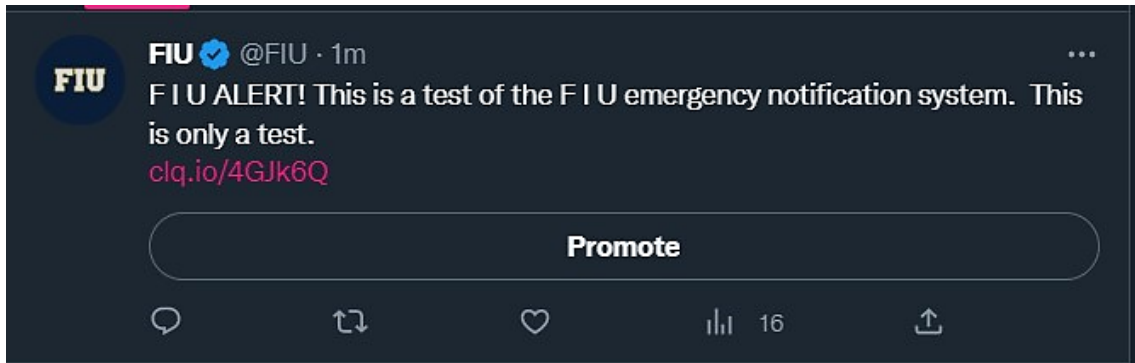 FIU
FIU @FIU · 1m
F I U ALERT! This is a test of the F I U emergency notification system.  This
is only a test.
clq.io/4GJk6Q
Promote
16